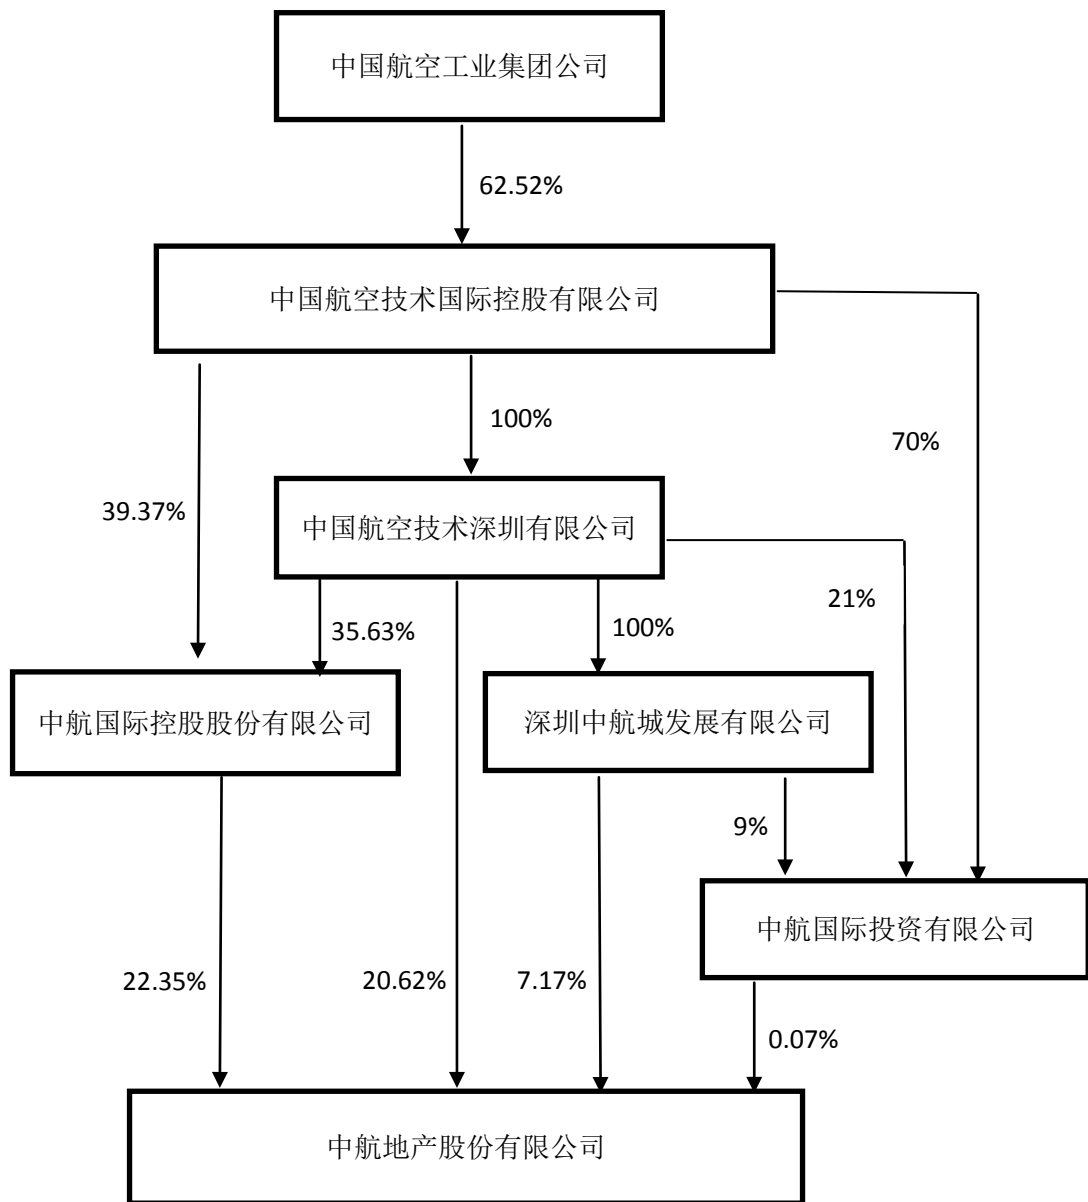 中国航空工业集团公司
62.52%
中国航空技术国际控股有限公司
100%
70%
39.37%
中国航空技术深圳有限公司
21%
35.63%
100%
中航国际控股股份有限公司
深圳中航城发展有限公司
9%
中航国际投资有限公司
22.35%
20.62%
7.17%
0.07%
中航地产股份有限公司